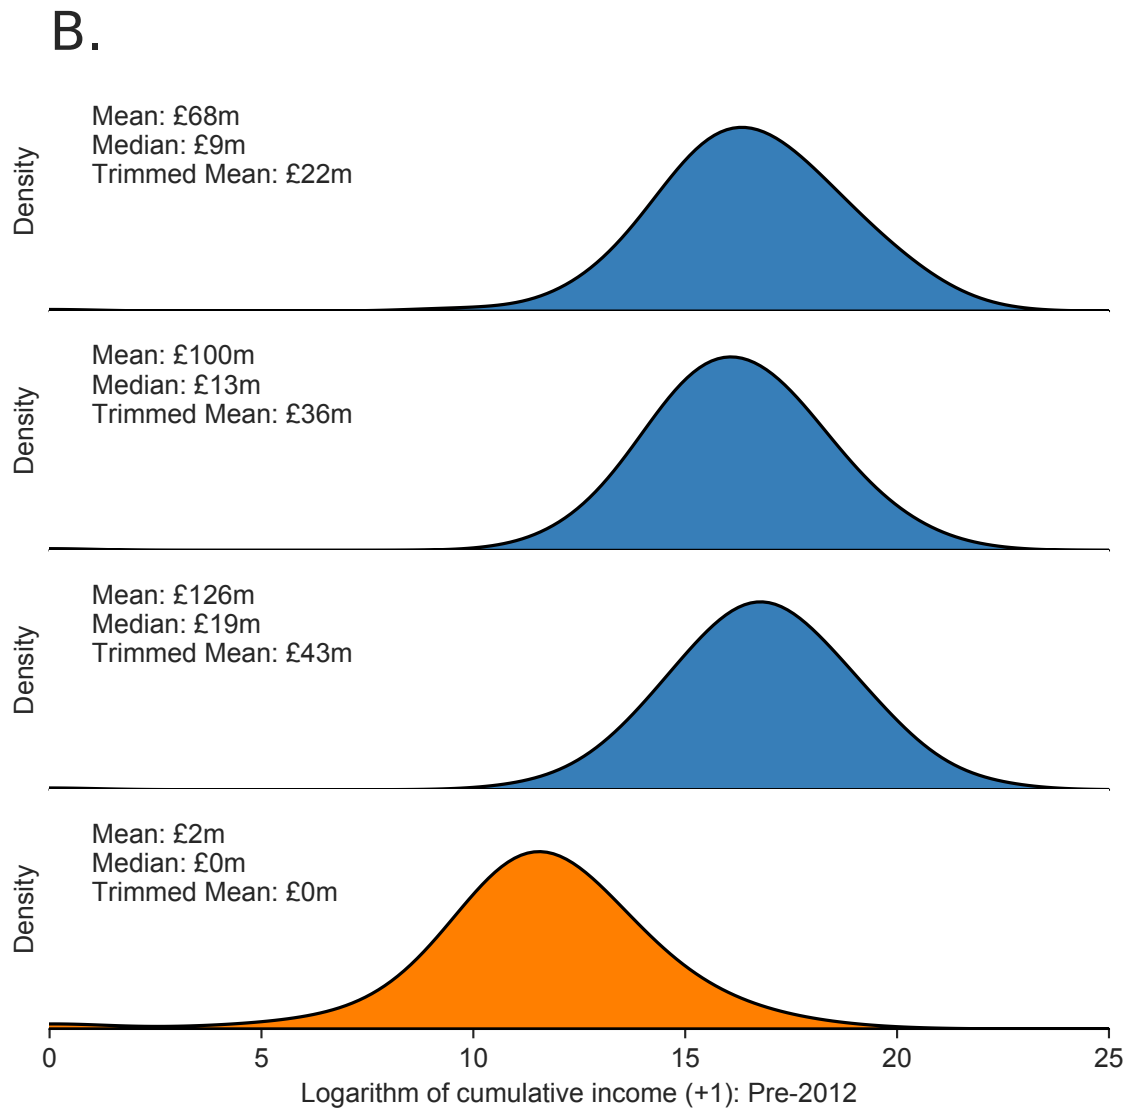 B.
Mean: £68m
Median: £9m
Trimmed Mean: £22m
Density
Mean: £100m
Median: £13m
Trimmed Mean: £36m
Density
Mean: £126m
Median: £19m
Trimmed Mean: £43m
Density
Mean: £2m
Median: £0m
Trimmed Mean: £0m
Density
0 5 10 15 20 25
Logarithm of cumulative income (+1): Pre-2012